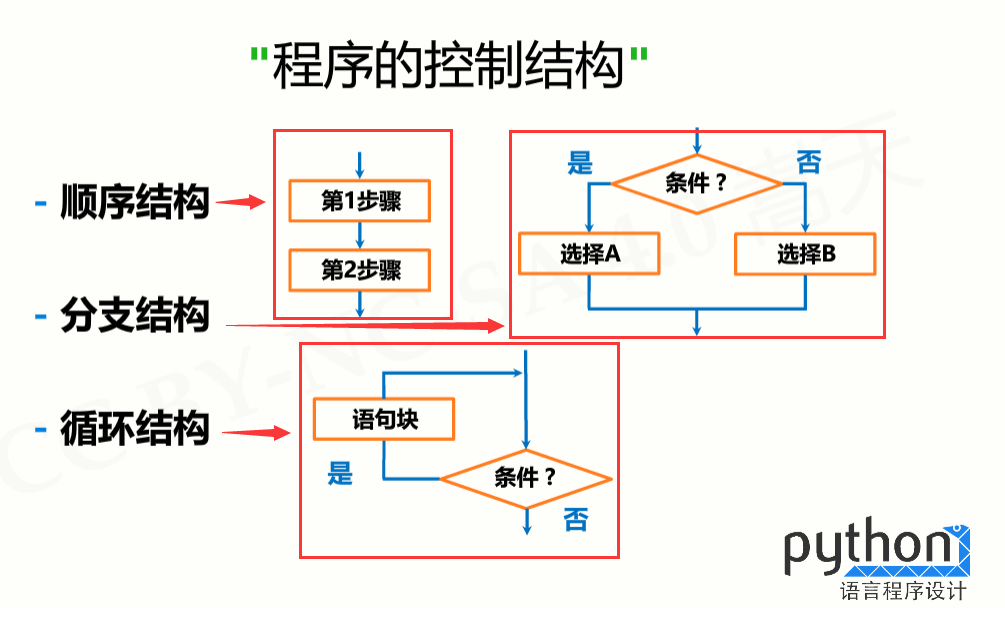 "程序的控制结构"
- 顺序结构
第1步骤
第2步骤
是
否
条件？
选择A
选择B
- 分支结构
- 循环结构
语句块
是
条件？
否
python
语言程序设计
CC BY-NC-SA 4.0 嵩天